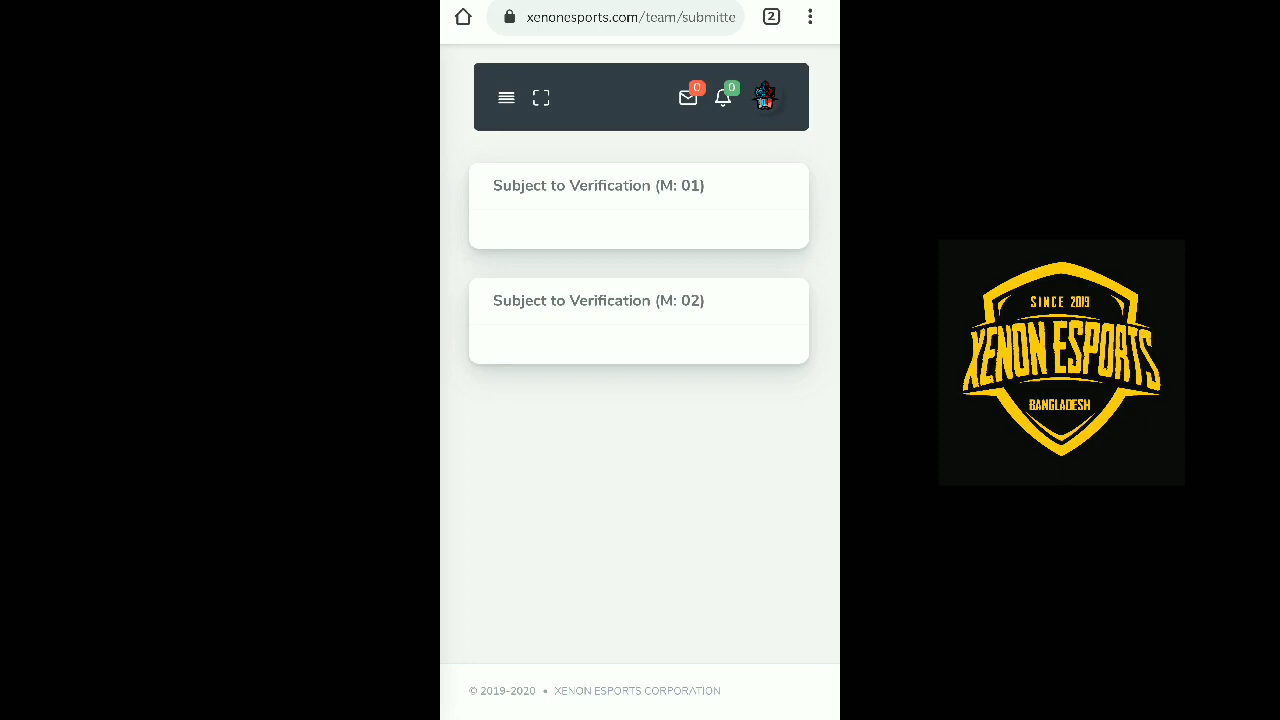 xenonesports.com/team/submitte
2
0
0
Subject to Verification (M: 01)
Subject to Verification (M: 02)
SINCE 2019
XENON ESPORTS
BANGLADESH
© 2019-2020 • XENON ESPORTS CORPORATION